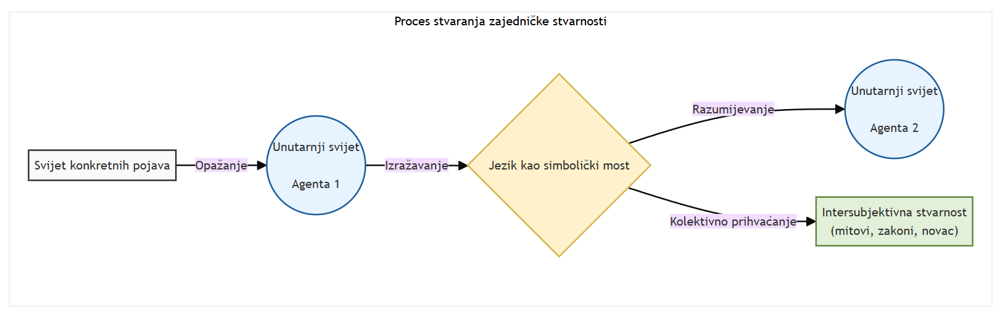 Proces stvaranja zajedničke stvarnosti
Svijet konkretnih pojava
Opažanje
Unutarnji svijet
Agenta 1
Izražavanje
Jezik kao simbolički most
Razumijevanje
Unutarnji svijet
Agenta 2
Kolektivno prihvaćanje
Intersubjektivna stvarnost
(mitovi, zakoni, novac)